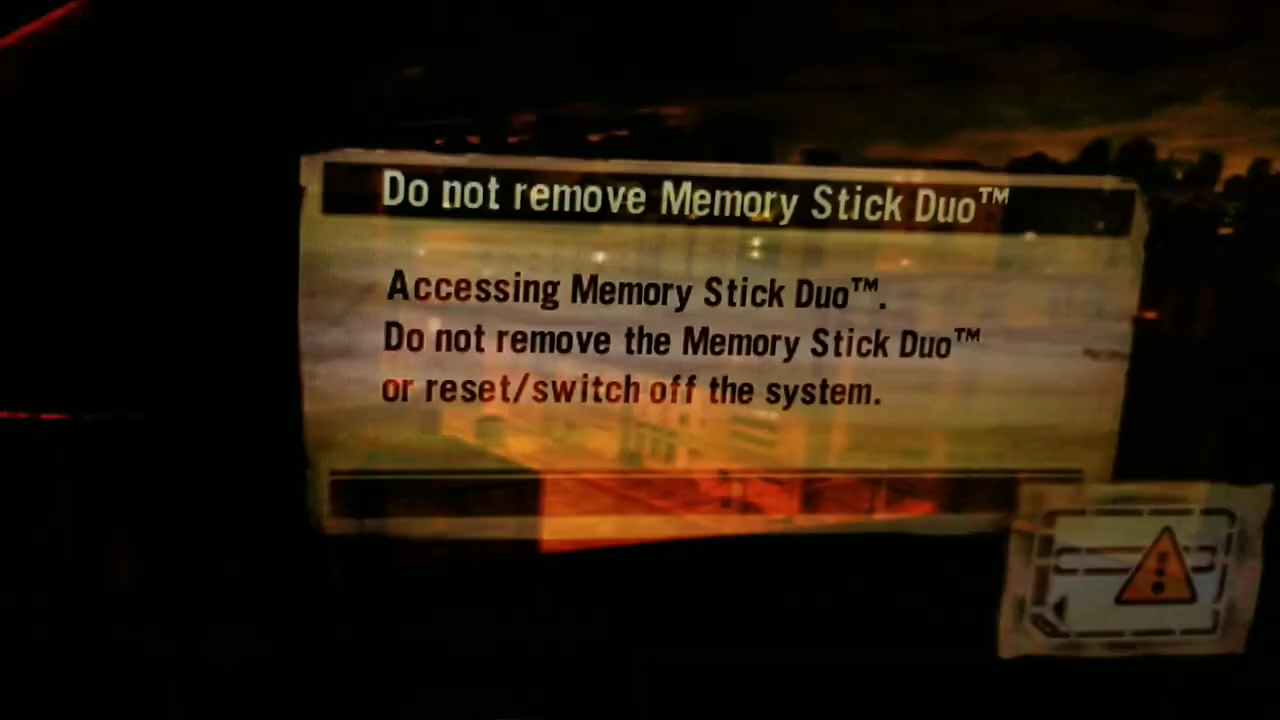 Do not remove Memory Stick Duo™
Accessing Memory Stick Duo™.
Do not remove the Memory Stick Duo™
or reset/switch off the system.